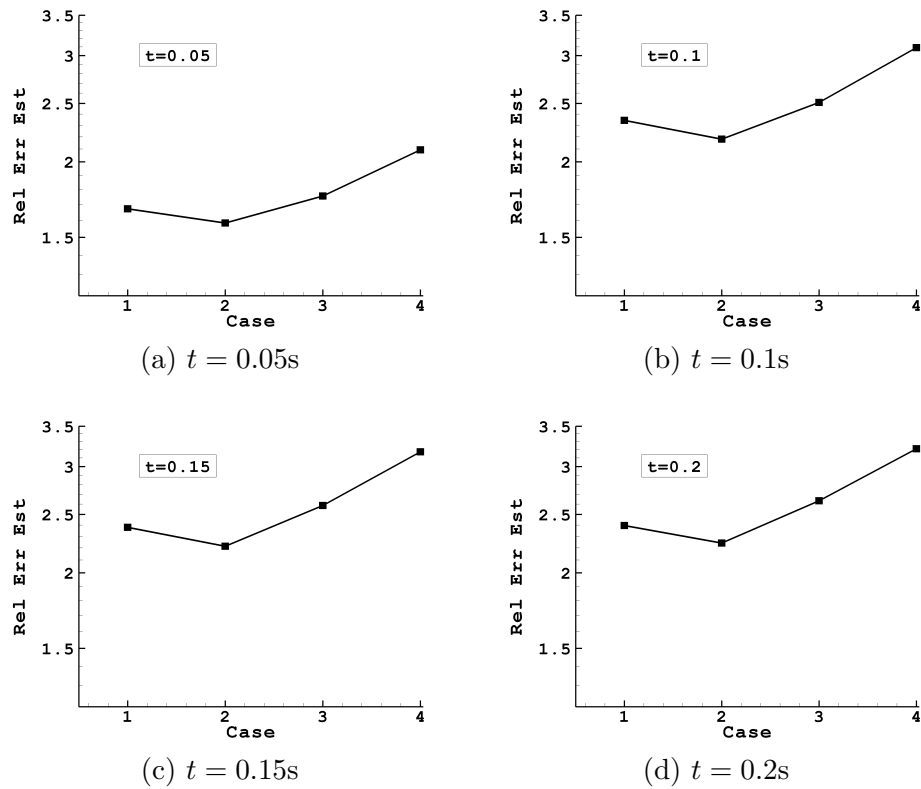 3.5
3
2.5
2
1.5
Rel Err Est
t=0.05
1 2 3 4
Case
(a) t = 0.05s
3.5
3
2.5
2
1.5
Rel Err Est
t=0.1
1 2 3 4
Case
(b) t = 0.1s
3.5
3
2.5
2
1.5
Rel Err Est
t=0.15
1 2 3 4
Case
(c) t = 0.15s
3.5
3
2.5
2
1.5
Rel Err Est
t=0.2
1 2 3 4
Case
(d) t = 0.2s